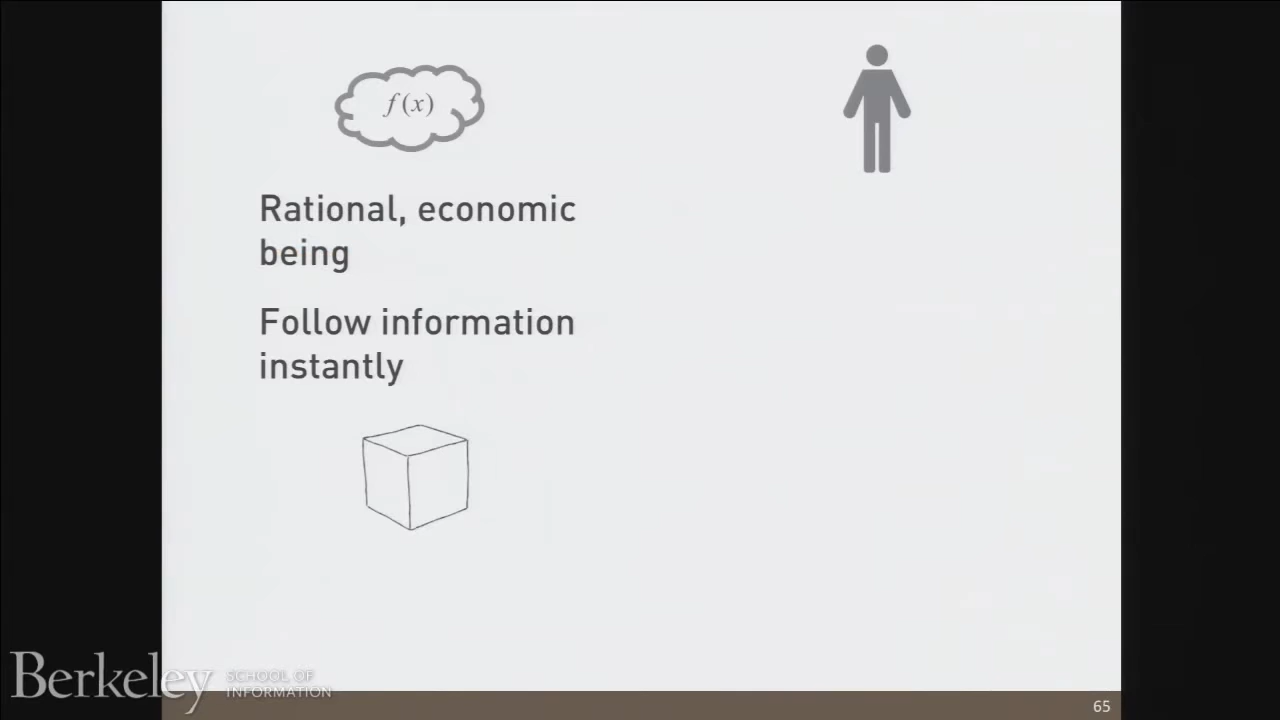 f(x)
Rational, economic
being
Follow information
instantly
Berkeley
SCHOOL OF
INFORMATION
65